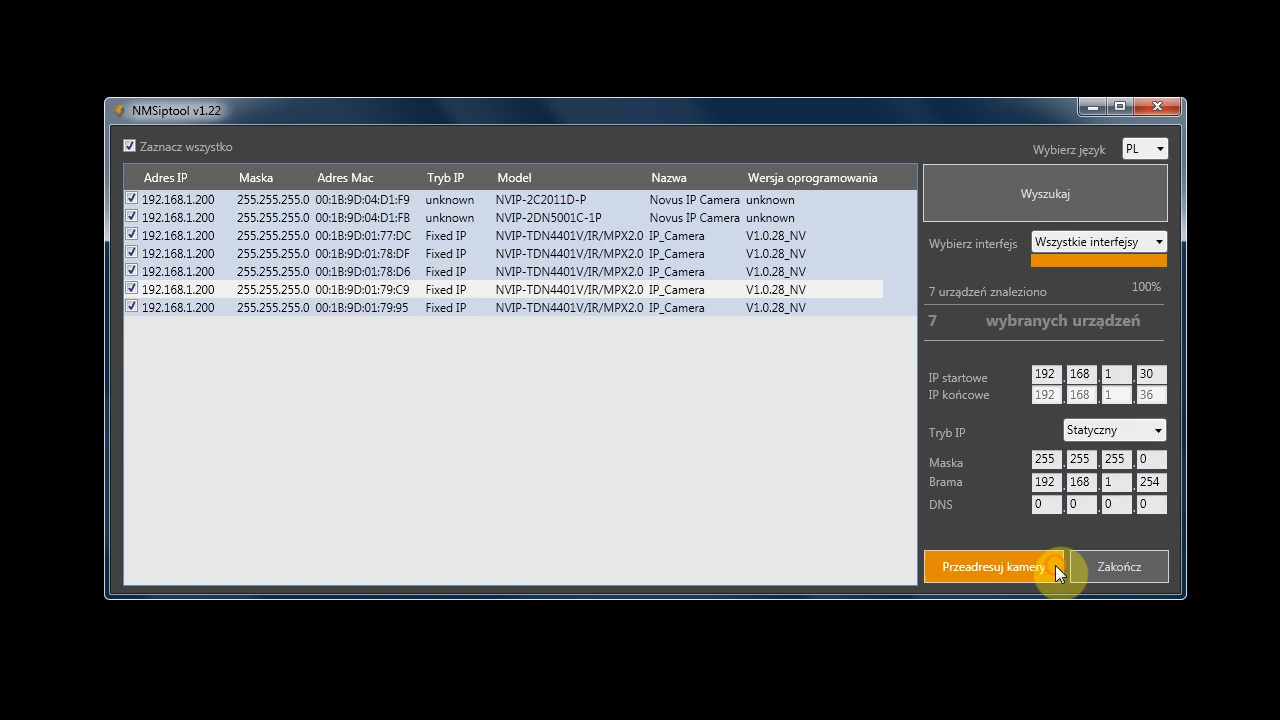 NMSiptool v1.22
Zaznacz wszystko
Wybierz język PL
Adres IP Maska Adres Mac Tryb IP Model Nazwa Wersja oprogramowania
192.168.1.200 255.255.255.0 00:1B:9D:04:D1:F9 unknown NVIP-2C2011D-P Novus IP Camera unknown
192.168.1.200 255.255.255.0 00:1B:9D:04:D1:FB unknown NVIP-2DN5001C-1P Novus IP Camera unknown
192.168.1.200 255.255.255.0 00:1B:9D:01:77:DC Fixed IP NVIP-TDN4401V/IR/MPX2.0 IP_Camera V1.0.28_NV
192.168.1.200 255.255.255.0 00:1B:9D:01:78:DF Fixed IP NVIP-TDN4401V/IR/MPX2.0 IP_Camera V1.0.28_NV
192.168.1.200 255.255.255.0 00:1B:9D:01:78:D6 Fixed IP NVIP-TDN4401V/IR/MPX2.0 IP_Camera V1.0.28_NV
192.168.1.200 255.255.255.0 00:1B:9D:01:79:C9 Fixed IP NVIP-TDN4401V/IR/MPX2.0 IP_Camera V1.0.28_NV
192.168.1.200 255.255.255.0 00:1B:9D:01:79:95 Fixed IP NVIP-TDN4401V/IR/MPX2.0 IP_Camera V1.0.28_NV
Wyszukaj
Wybierz interfejs Wszystkie interfejsy
7 urządzeń znaleziono 100%
7 wybranych urządzeń
IP startowe 192 . 168 . 1 . 30
IP końcowe 192 . 168 . 1 . 36
Tryb IP Statyczny
Maska 255 . 255 . 255 . 0
Brama 192 . 168 . 1 . 254
DNS 0 . 0 . 0 . 0
Przeadresuj kamery Zakończ